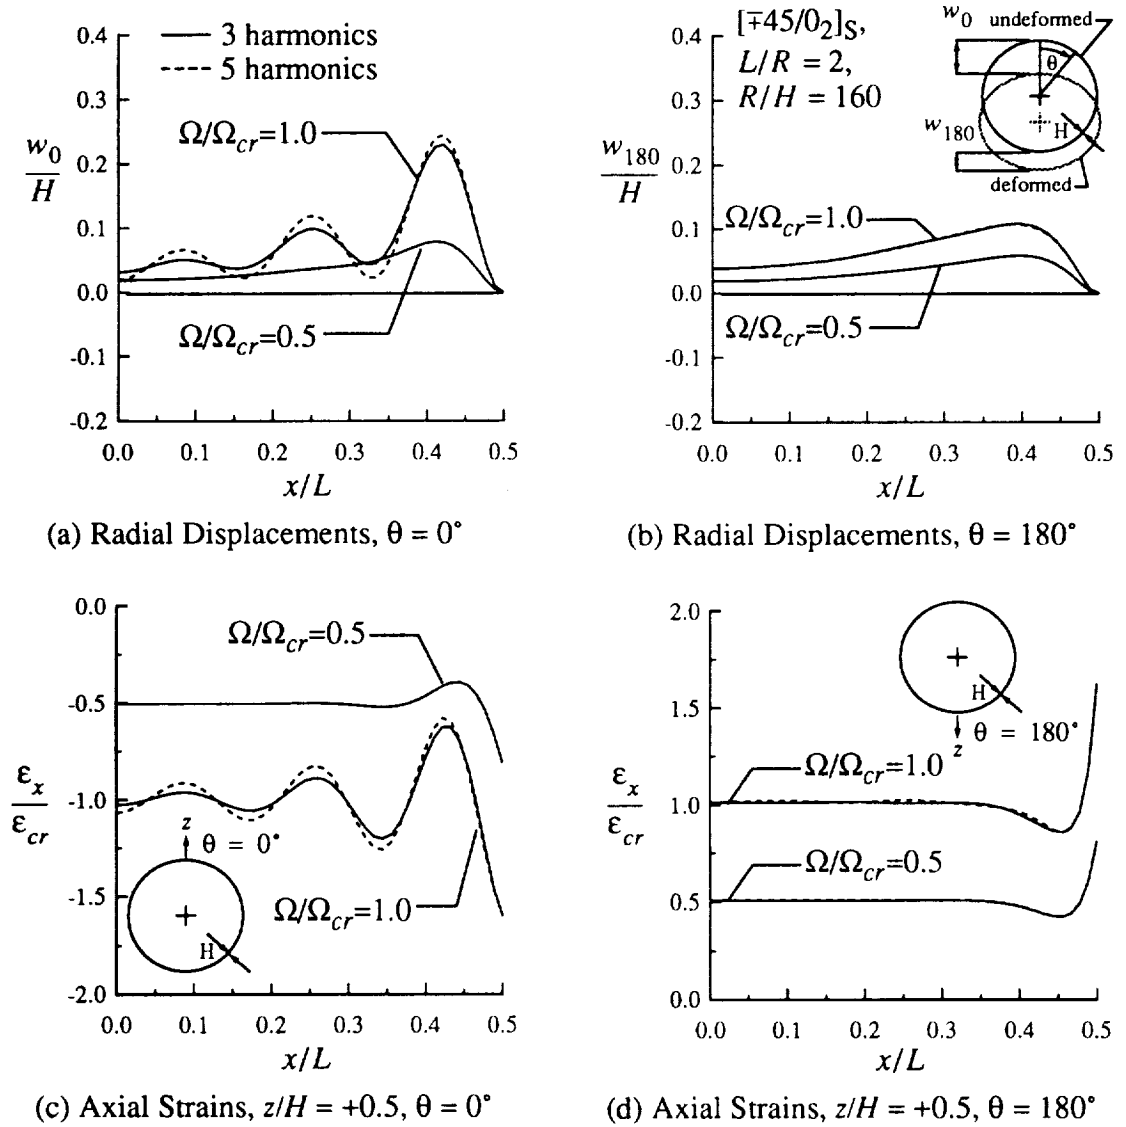 3 harmonics
5 harmonics
0.4
0.3
0.2
0.1
0.0
-0.1
-0.2
w0/H
Ω/Ωcr=1.0
Ω/Ωcr=0.5
0.0 0.1 0.2 0.3 0.4 0.5
x/L
(a) Radial Displacements, θ = 0°
[∓45/0₂]S,
L/R = 2,
R/H = 160
w0
undeformed
θ
H
w180
deformed
0.4
0.3
0.2
0.1
0.0
-0.1
-0.2
w180/H
Ω/Ωcr=1.0
Ω/Ωcr=0.5
0.0 0.1 0.2 0.3 0.4 0.5
x/L
(b) Radial Displacements, θ = 180°
0.0
-0.5
-1.0
-1.5
-2.0
εx/εcr
Ω/Ωcr=0.5
z
θ = 0°
H
Ω/Ωcr=1.0
0.0 0.1 0.2 0.3 0.4 0.5
x/L
(c) Axial Strains, z/H = +0.5, θ = 0°
2.0
1.5
1.0
0.5
0.0
εx/εcr
H
z
θ = 180°
Ω/Ωcr=1.0
Ω/Ωcr=0.5
0.0 0.1 0.2 0.3 0.4 0.5
x/L
(d) Axial Strains, z/H = +0.5, θ = 180°